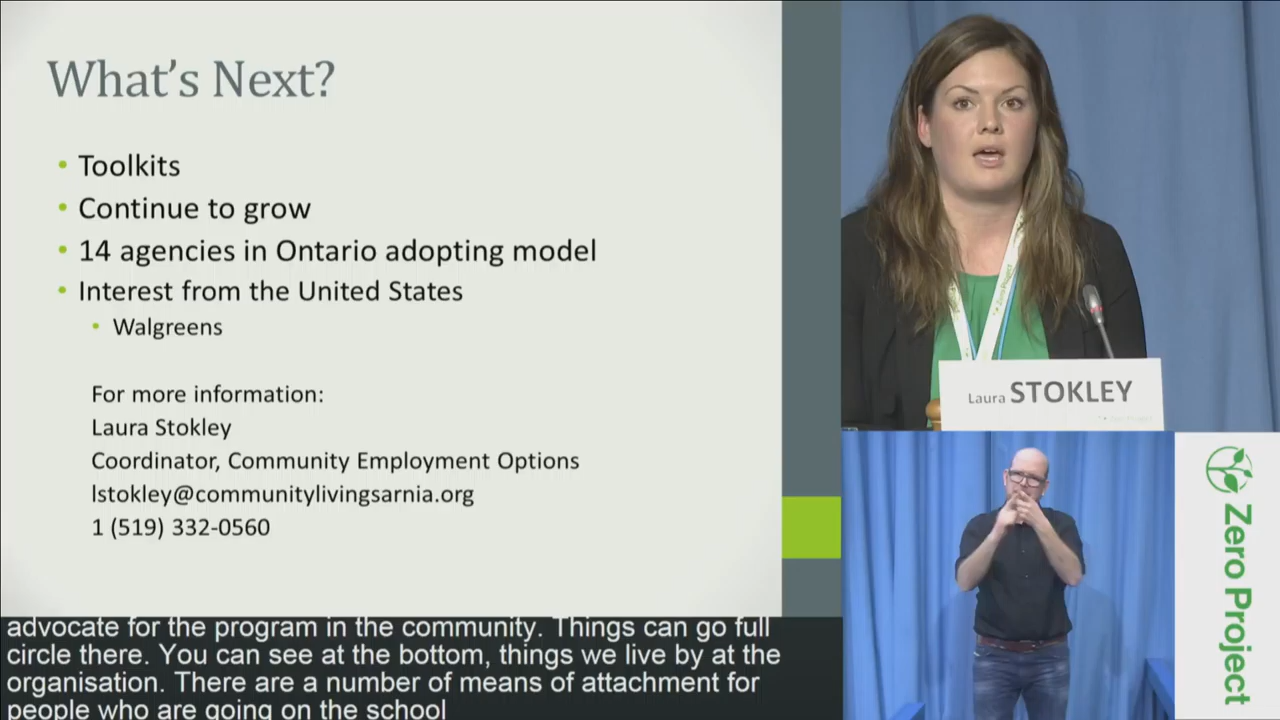 What's Next?
• Toolkits
• Continue to grow
• 14 agencies in Ontario adopting model
• Interest from the United States
• Walgreens
For more information:
Laura Stokley
Coordinator, Community Employment Options
lstokley@communitylivingsarnia.org
1 (519) 332-0560
advocate for the program in the community. Things can go full
circle there. You can see at the bottom, things we live by at the
organisation. There are a number of means of attachment for
people who are going on the school
Laura STOKLEY
Zero Project